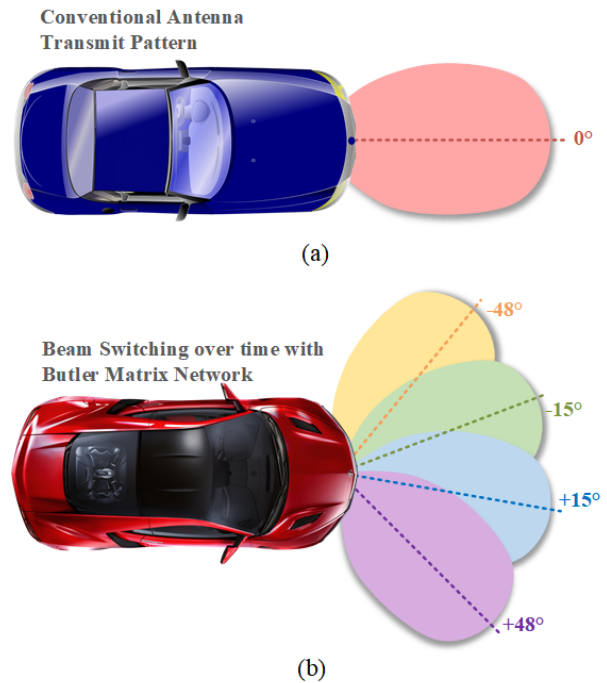 Conventional Antenna
Transmit Pattern
0°
(a)
Beam Switching over time with
Butler Matrix Network
-48°
-15°
+15°
+48°
(b)